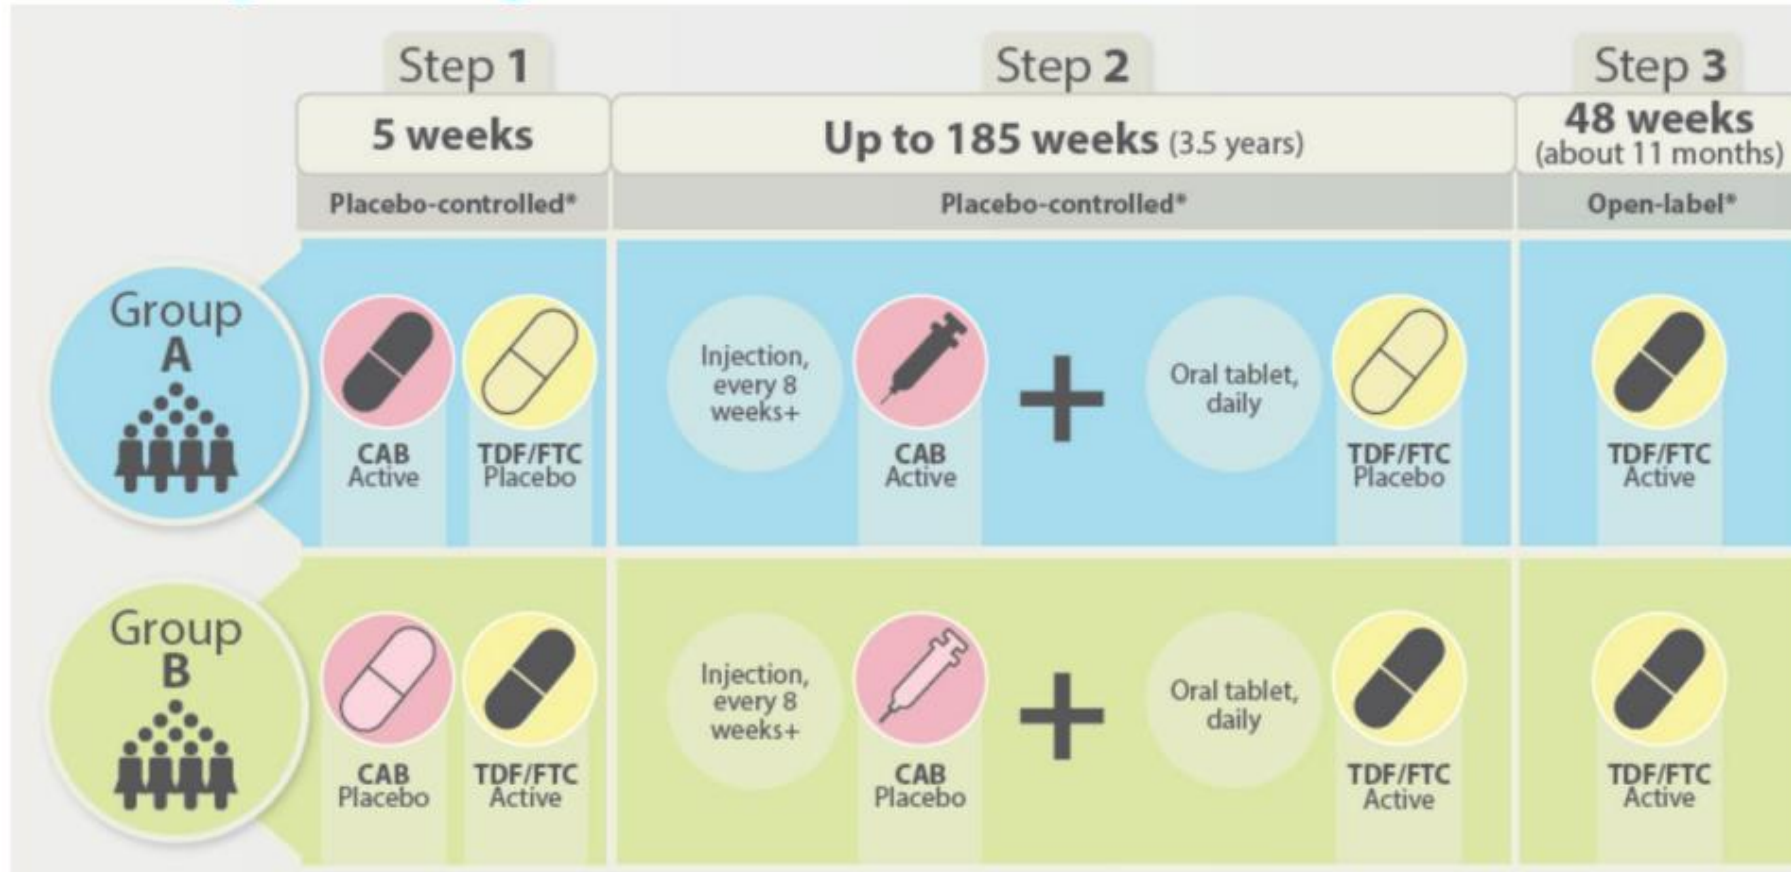 Step 1
Step 2
Step 3
5 weeks
Up to 185 weeks (3.5 years)
48 weeks
(about 11 months)
Placebo-controlled*
Placebo-controlled*
Open-label*
Group
A
CAB
Active
TDF/FTC
Placebo
Injection,
every 8
weeks+
CAB
Active
+
Oral tablet,
daily
TDF/FTC
Placebo
TDF/FTC
Active
Group
B
CAB
Placebo
TDF/FTC
Active
Injection,
every 8
weeks+
CAB
Placebo
+
Oral tablet,
daily
TDF/FTC
Active
TDF/FTC
Active